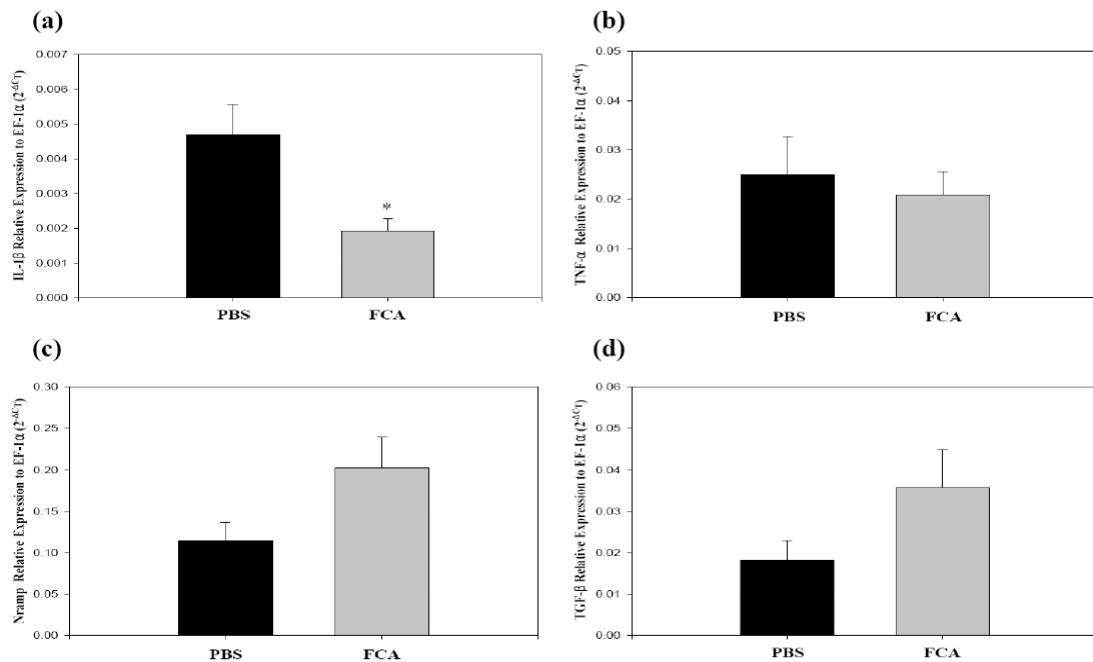 (a)
IL-1β Relative Expression to EF-1α (2-ΔCT)
0.007
0.006
0.005
0.004
0.003
0.002
0.001
0.000
*
PBS FCA
(b)
TNF-α Relative Expression to EF-1α (2-ΔCT)
0.05
0.04
0.03
0.02
0.01
0.00
PBS FCA
(c)
Nramp Relative Expression to EF-1α (2-ΔCT)
0.30
0.25
0.20
0.15
0.10
0.05
0.00
PBS FCA
(d)
TGF-β Relative Expression to EF-1α (2-ΔCT)
0.06
0.05
0.04
0.03
0.02
0.01
0.00
PBS FCA